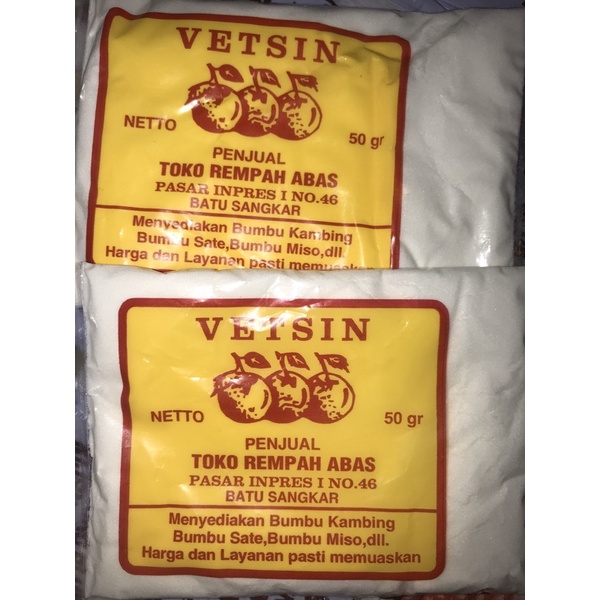 VETSIN
NETTO 50 gr
PENJUAL
TOKO REMPAH ABAS
PASAR INPRES I NO.46
BATU SANGKAR
Menyediakan Bumbu Kambing
Bumbu Sate,Bumbu Miso,dll.
Harga dan Layanan pasti memuaskan
VETSIN
NETTO 50 gr
PENJUAL
TOKO REMPAH ABAS
PASAR INPRES I NO.46
BATU SANGKAR
Menyediakan Bumbu Kambing
Bumbu Sate,Bumbu Miso,dll.
Harga dan Layanan pasti memuaskan